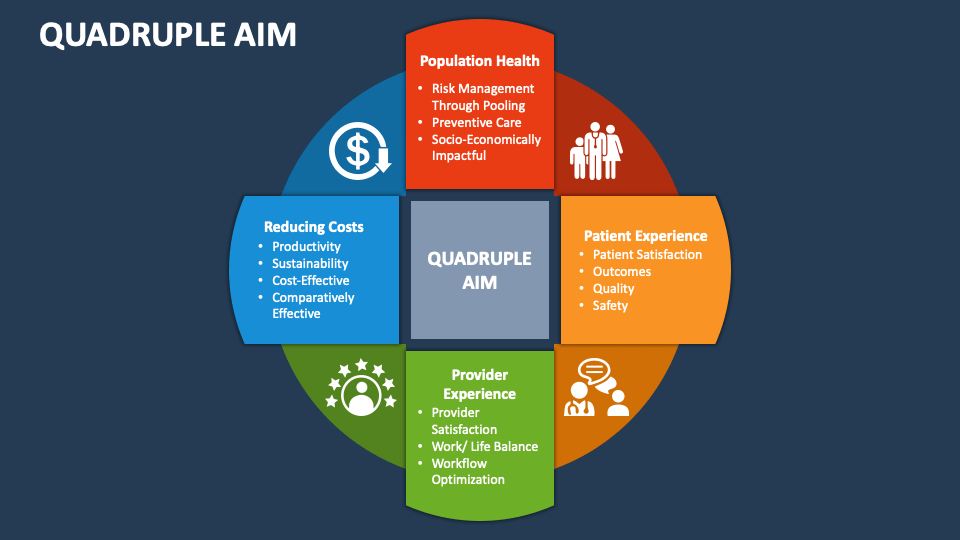 QUADRUPLE AIM
Population Health
• Risk Management
Through Pooling
• Preventive Care
• Socio-Economically
Impactful
$
Reducing Costs
• Productivity
• Sustainability
• Cost-Effective
• Comparatively
Effective
QUADRUPLE
AIM
Patient Experience
• Patient Satisfaction
• Outcomes
• Quality
• Safety
Provider
Experience
• Provider
Satisfaction
• Work/ Life Balance
• Workflow
Optimization